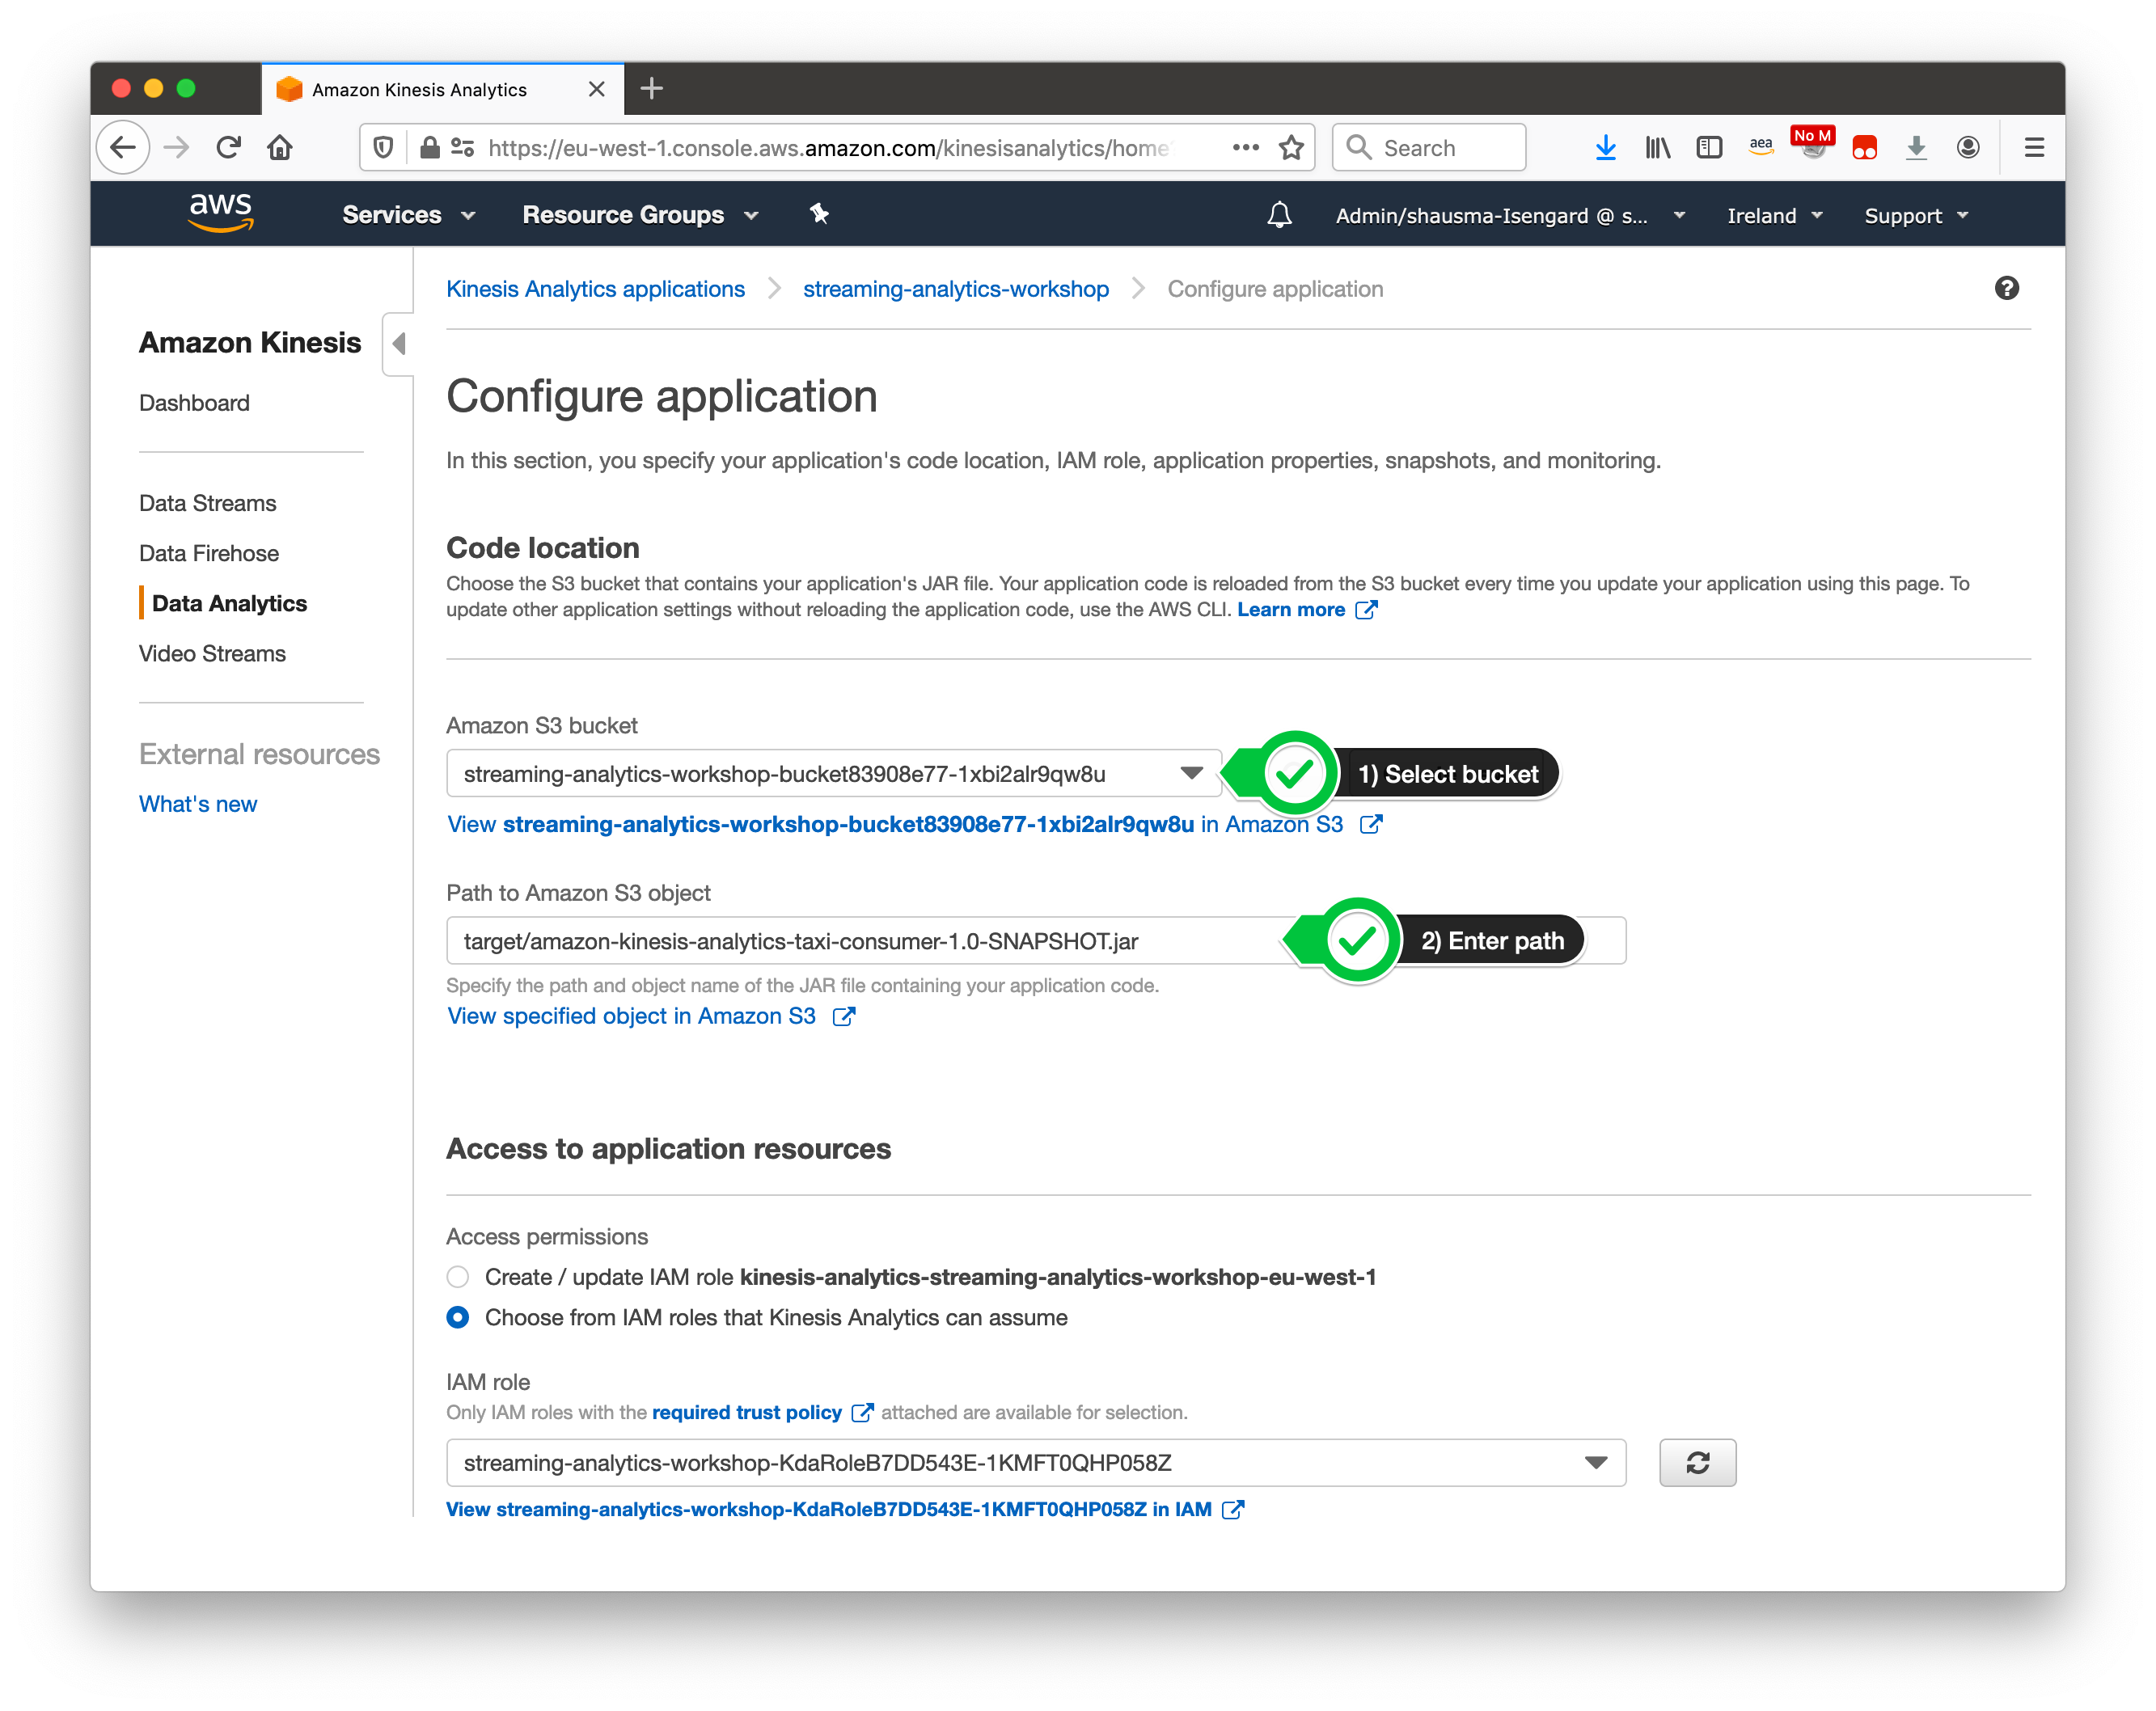 Amazon Kinesis Analytics
https://eu-west-1.console.aws.amazon.com/kinesisanalytics/home
Search
aea
No M
aws
Services
Resource Groups
Admin/shausma-Isengard @ s...
Ireland
Support
Kinesis Analytics applications
streaming-analytics-workshop
Configure application
Amazon Kinesis
Dashboard
Data Streams
Data Firehose
Data Analytics
Video Streams
External resources
What's new
Configure application
In this section, you specify your application's code location, IAM role, application properties, snapshots, and monitoring.
Code location
Choose the S3 bucket that contains your application's JAR file. Your application code is reloaded from the S3 bucket every time you update your application using this page. To
update other application settings without reloading the application code, use the AWS CLI. Learn more
Amazon S3 bucket
streaming-analytics-workshop-bucket83908e77-1xbi2alr9qw8u
1) Select bucket
View streaming-analytics-workshop-bucket83908e77-1xbi2alr9qw8u in Amazon S3
Path to Amazon S3 object
target/amazon-kinesis-analytics-taxi-consumer-1.0-SNAPSHOT.jar
2) Enter path
Specify the path and object name of the JAR file containing your application code.
View specified object in Amazon S3
Access to application resources
Access permissions
Create / update IAM role kinesis-analytics-streaming-analytics-workshop-eu-west-1
Choose from IAM roles that Kinesis Analytics can assume
IAM role
Only IAM roles with the required trust policy attached are available for selection.
streaming-analytics-workshop-KdaRoleB7DD543E-1KMFT0QHP058Z
View streaming-analytics-workshop-KdaRoleB7DD543E-1KMFT0QHP058Z in IAM